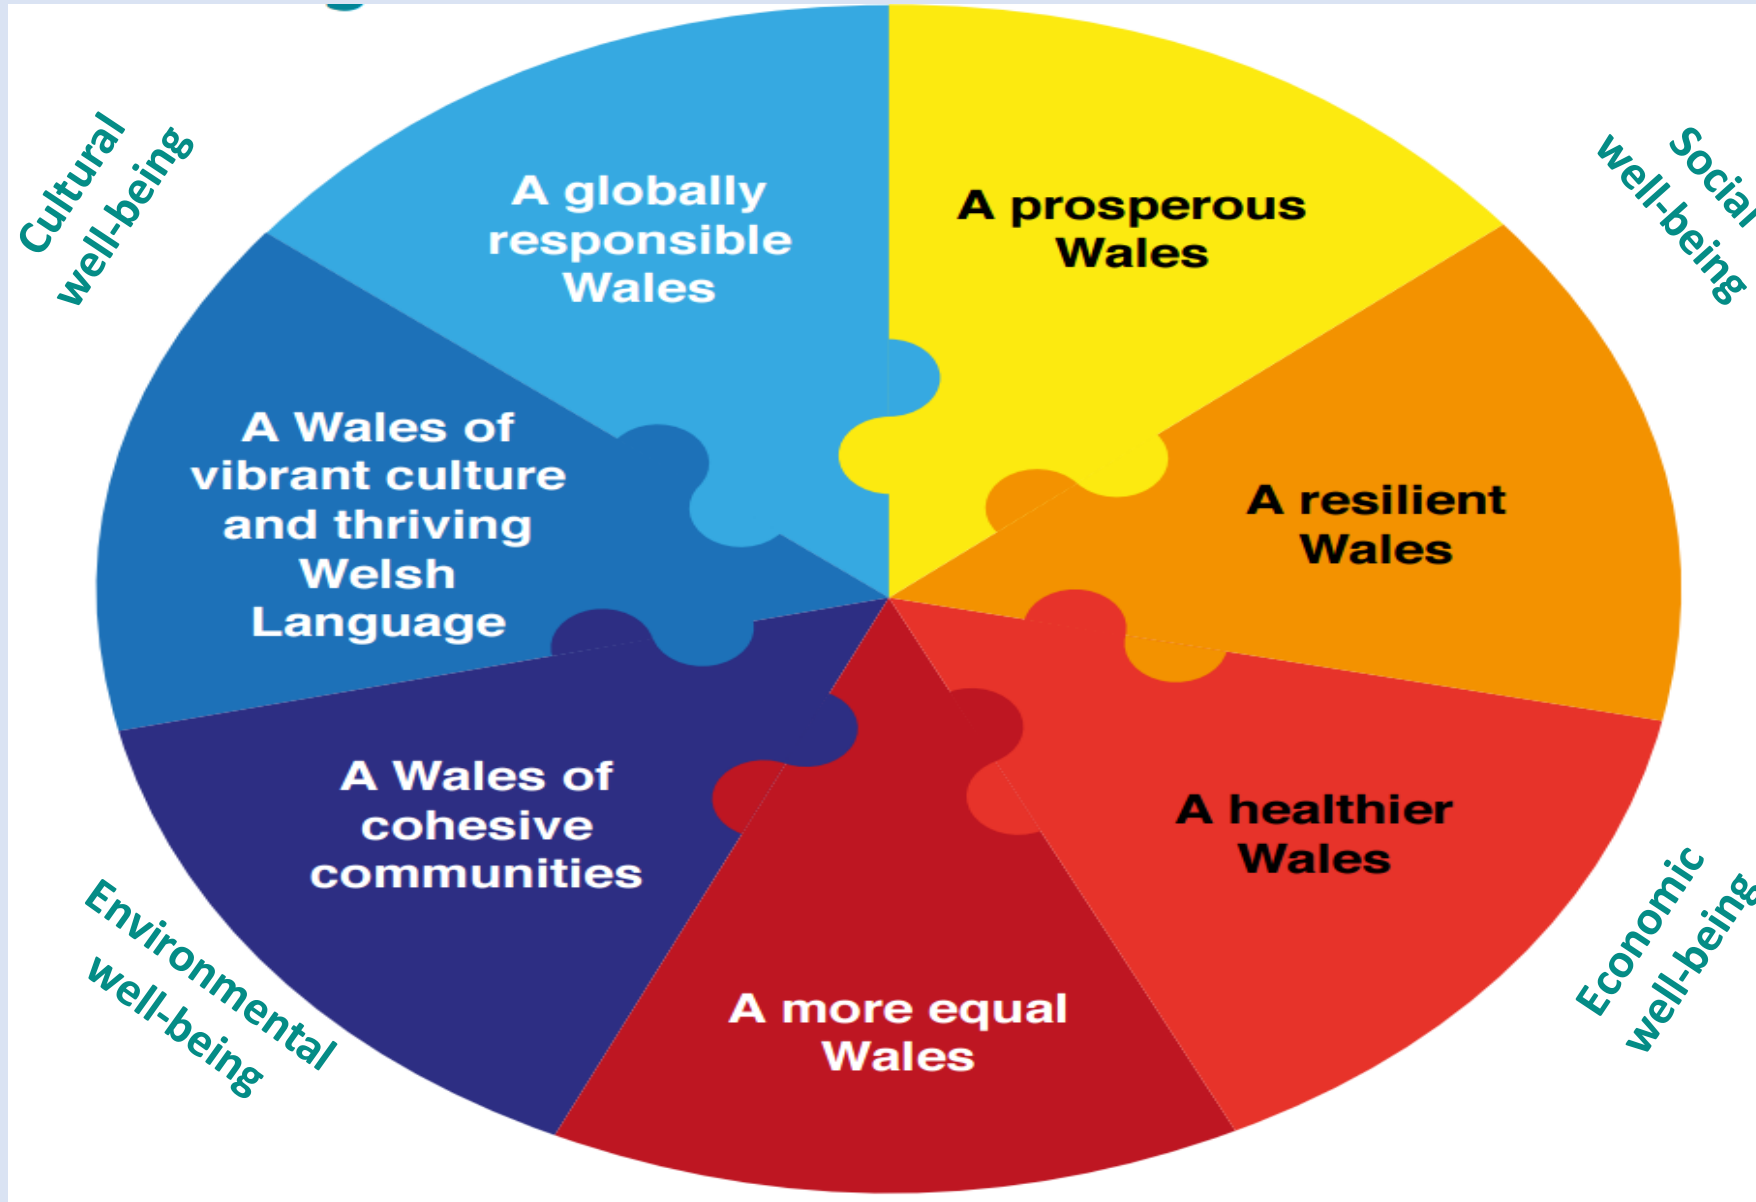 Cultural
well-being
Social
well-being
A globally
responsible
Wales
A prosperous
Wales
A Wales of
vibrant culture
and thriving
Welsh
Language
A resilient
Wales
A Wales of
cohesive
communities
A healthier
Wales
A more equal
Wales
Environmental
well-being
Economic
well-being